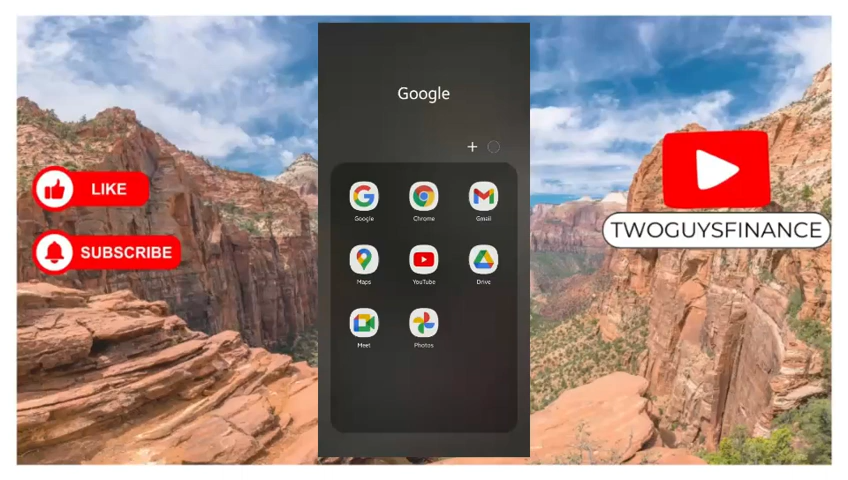 Google
LIKE
SUBSCRIBE
TWOGUYSFINANCE
Google Chrome Gmail
Maps YouTube Drive
Meet Photos